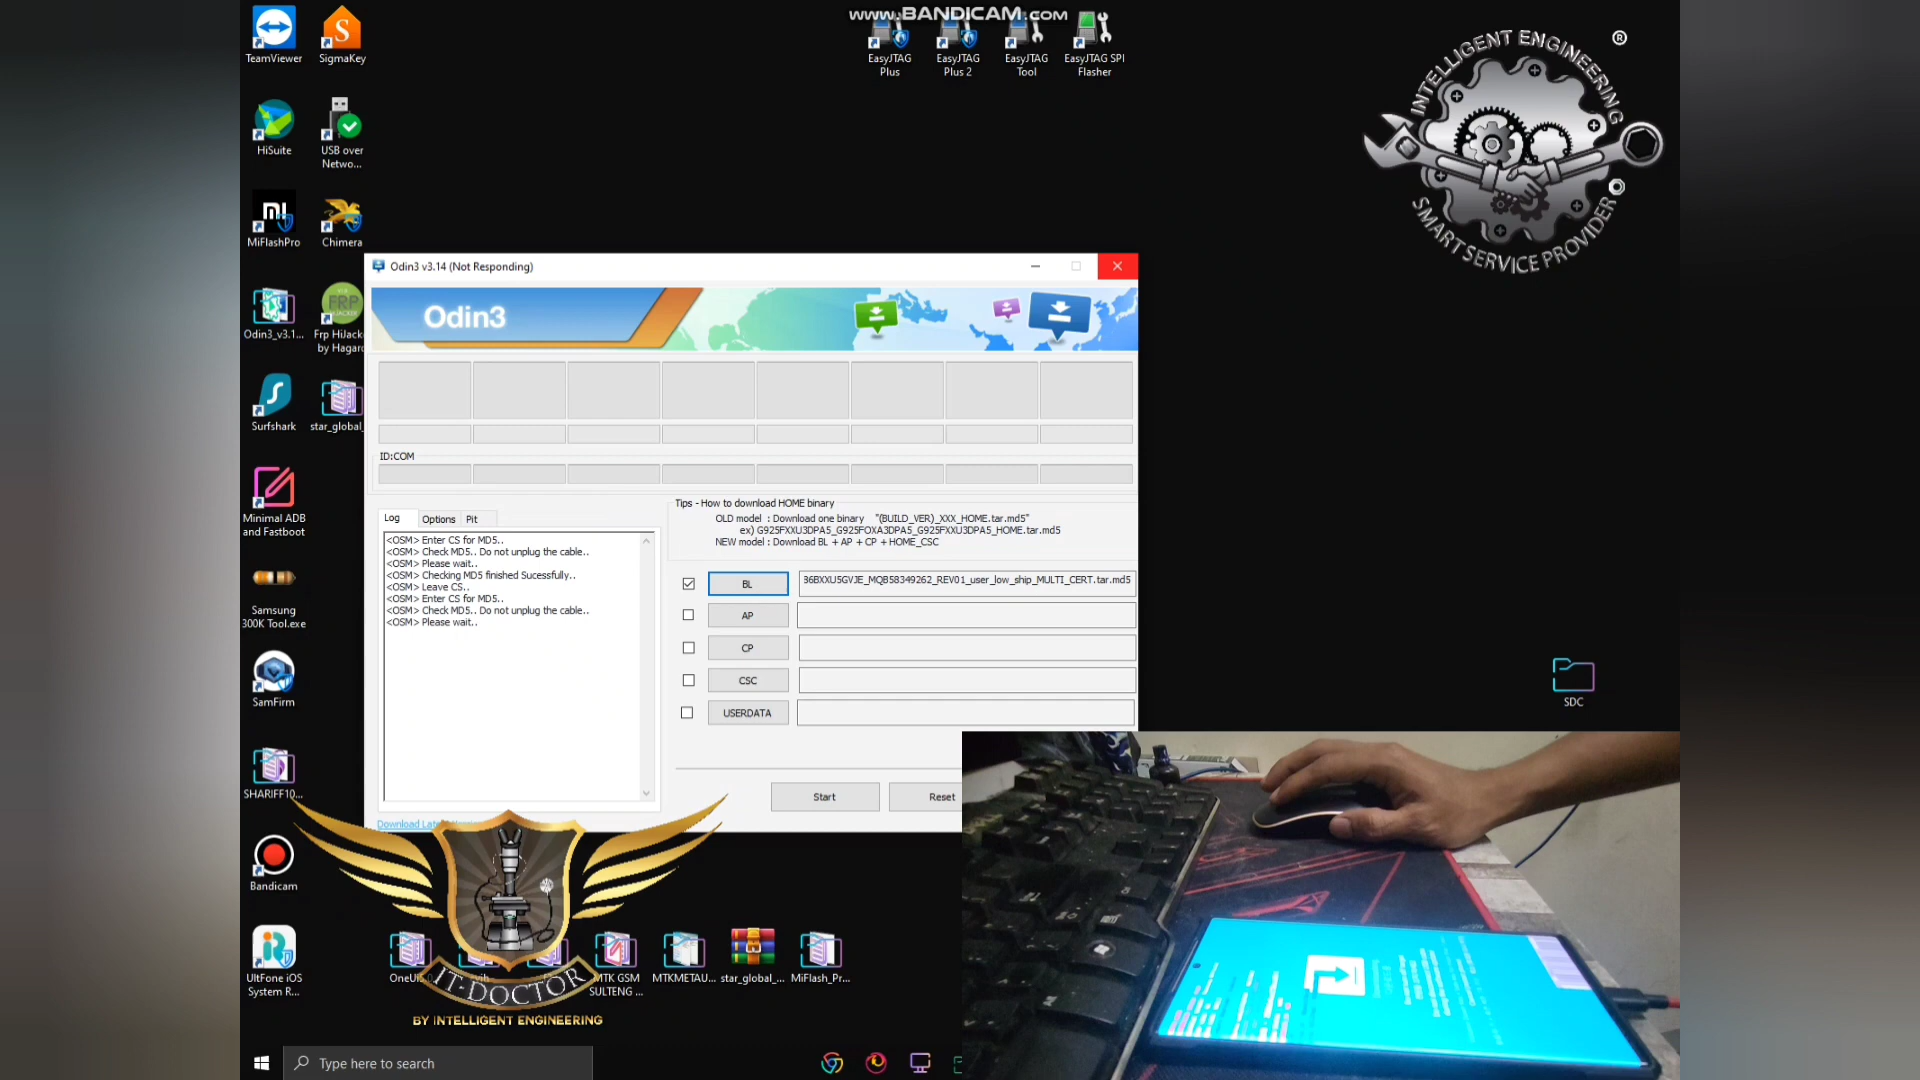 www.BANDICAM.com
TeamViewer
SigmaKey
EasyJTAG
Plus
EasyJTAG
Plus 2
EasyJTAG
Tool
EasyJTAG SPI
Flasher
INTELLIGENT ENGINEERING
®
SMART SERVICE PROVIDER
HiSuite
USB over
Netwo...
MiFlashPro
Chimera
Odin3_v3.1...
FRP
Frp HiJack
by Hagard
Surfshark
star_global_
Minimal ADB
and Fastboot
Samsung
300K Tool.exe
SamFirm
SHARIFF10...
Bandicam
UltFone iOS
System R...
Odin3 v3.14 (Not Responding)
Odin3
ID:COM
Log
Options
Pit
<OSM> Enter CS for MD5..
<OSM> Check MD5.. Do not unplug the cable..
<OSM> Please wait..
<OSM> Checking MD5 finished Sucessfully..
<OSM> Leave CS..
<OSM> Enter CS for MD5..
<OSM> Check MD5.. Do not unplug the cable..
<OSM> Please wait..
Tips - How to download HOME binary
OLD model : Download one binary "(BUILD_VER)_XXX_HOME.tar.md5"
ex) G925FXXU3DPA5_G925FOXA3DPA5_G925FXXU3DPA5_HOME.tar.md5
NEW model : Download BL + AP + CP + HOME_CSC
BL
36BXXU5GVJE_MQB58349262_REV01_user_low_ship_MULTI_CERT.tar.md5
AP
CP
CSC
USERDATA
Start
Reset
Download Late
SDC
IT-DOCTOR
BY INTELLIGENT ENGINEERING
MTK GSM
SULTENG ...
MTKMETAU...
star_global_...
MiFlash_Pr...
Type here to search